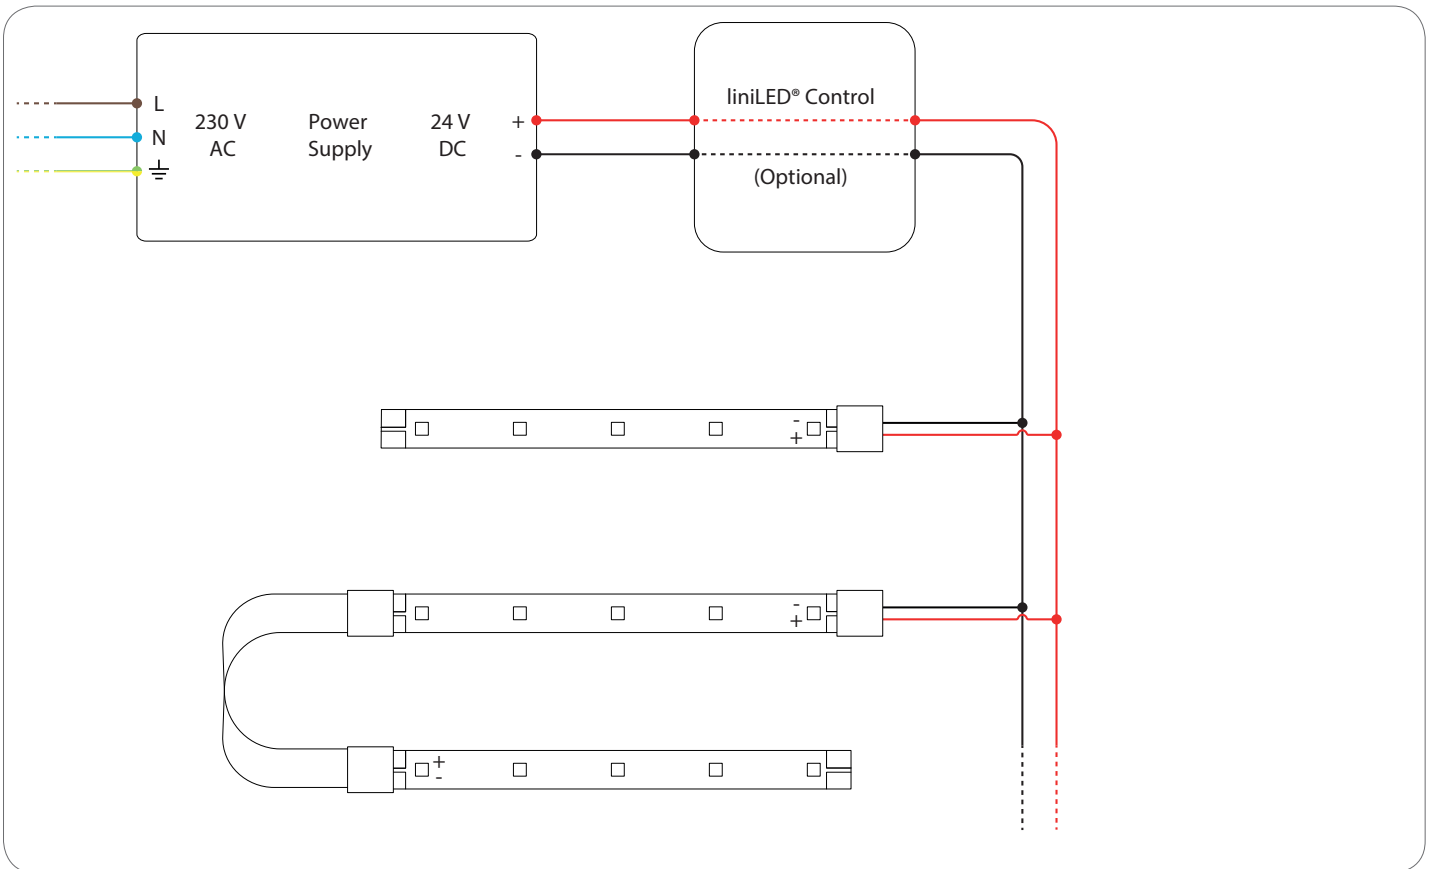 L
N
230 V
AC
Power
Supply
24 V
DC
+
-
liniLED® Control
(Optional)
-
+
-
+
+
-